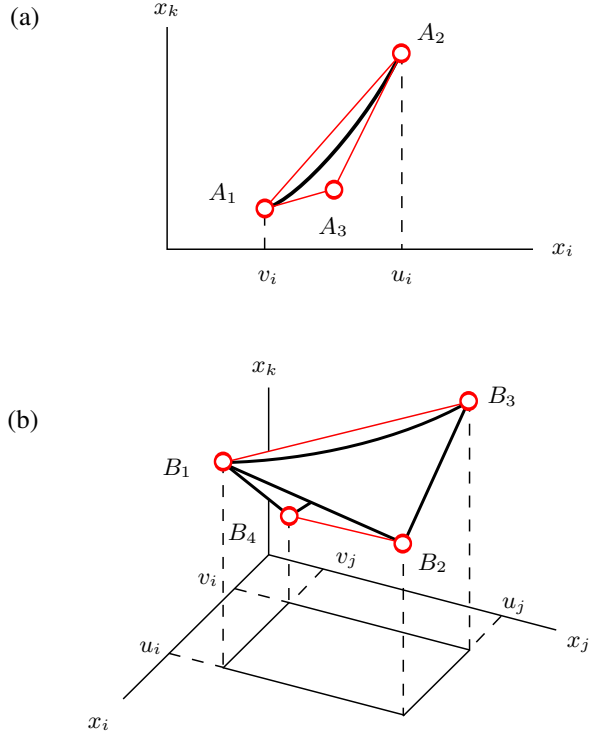 (a)
x_k
A_2
A_1
A_3
x_i
v_i
u_i
(b)
x_k
B_3
B_1
B_4
B_2
v_i
v_j
u_j
u_i
x_j
x_i